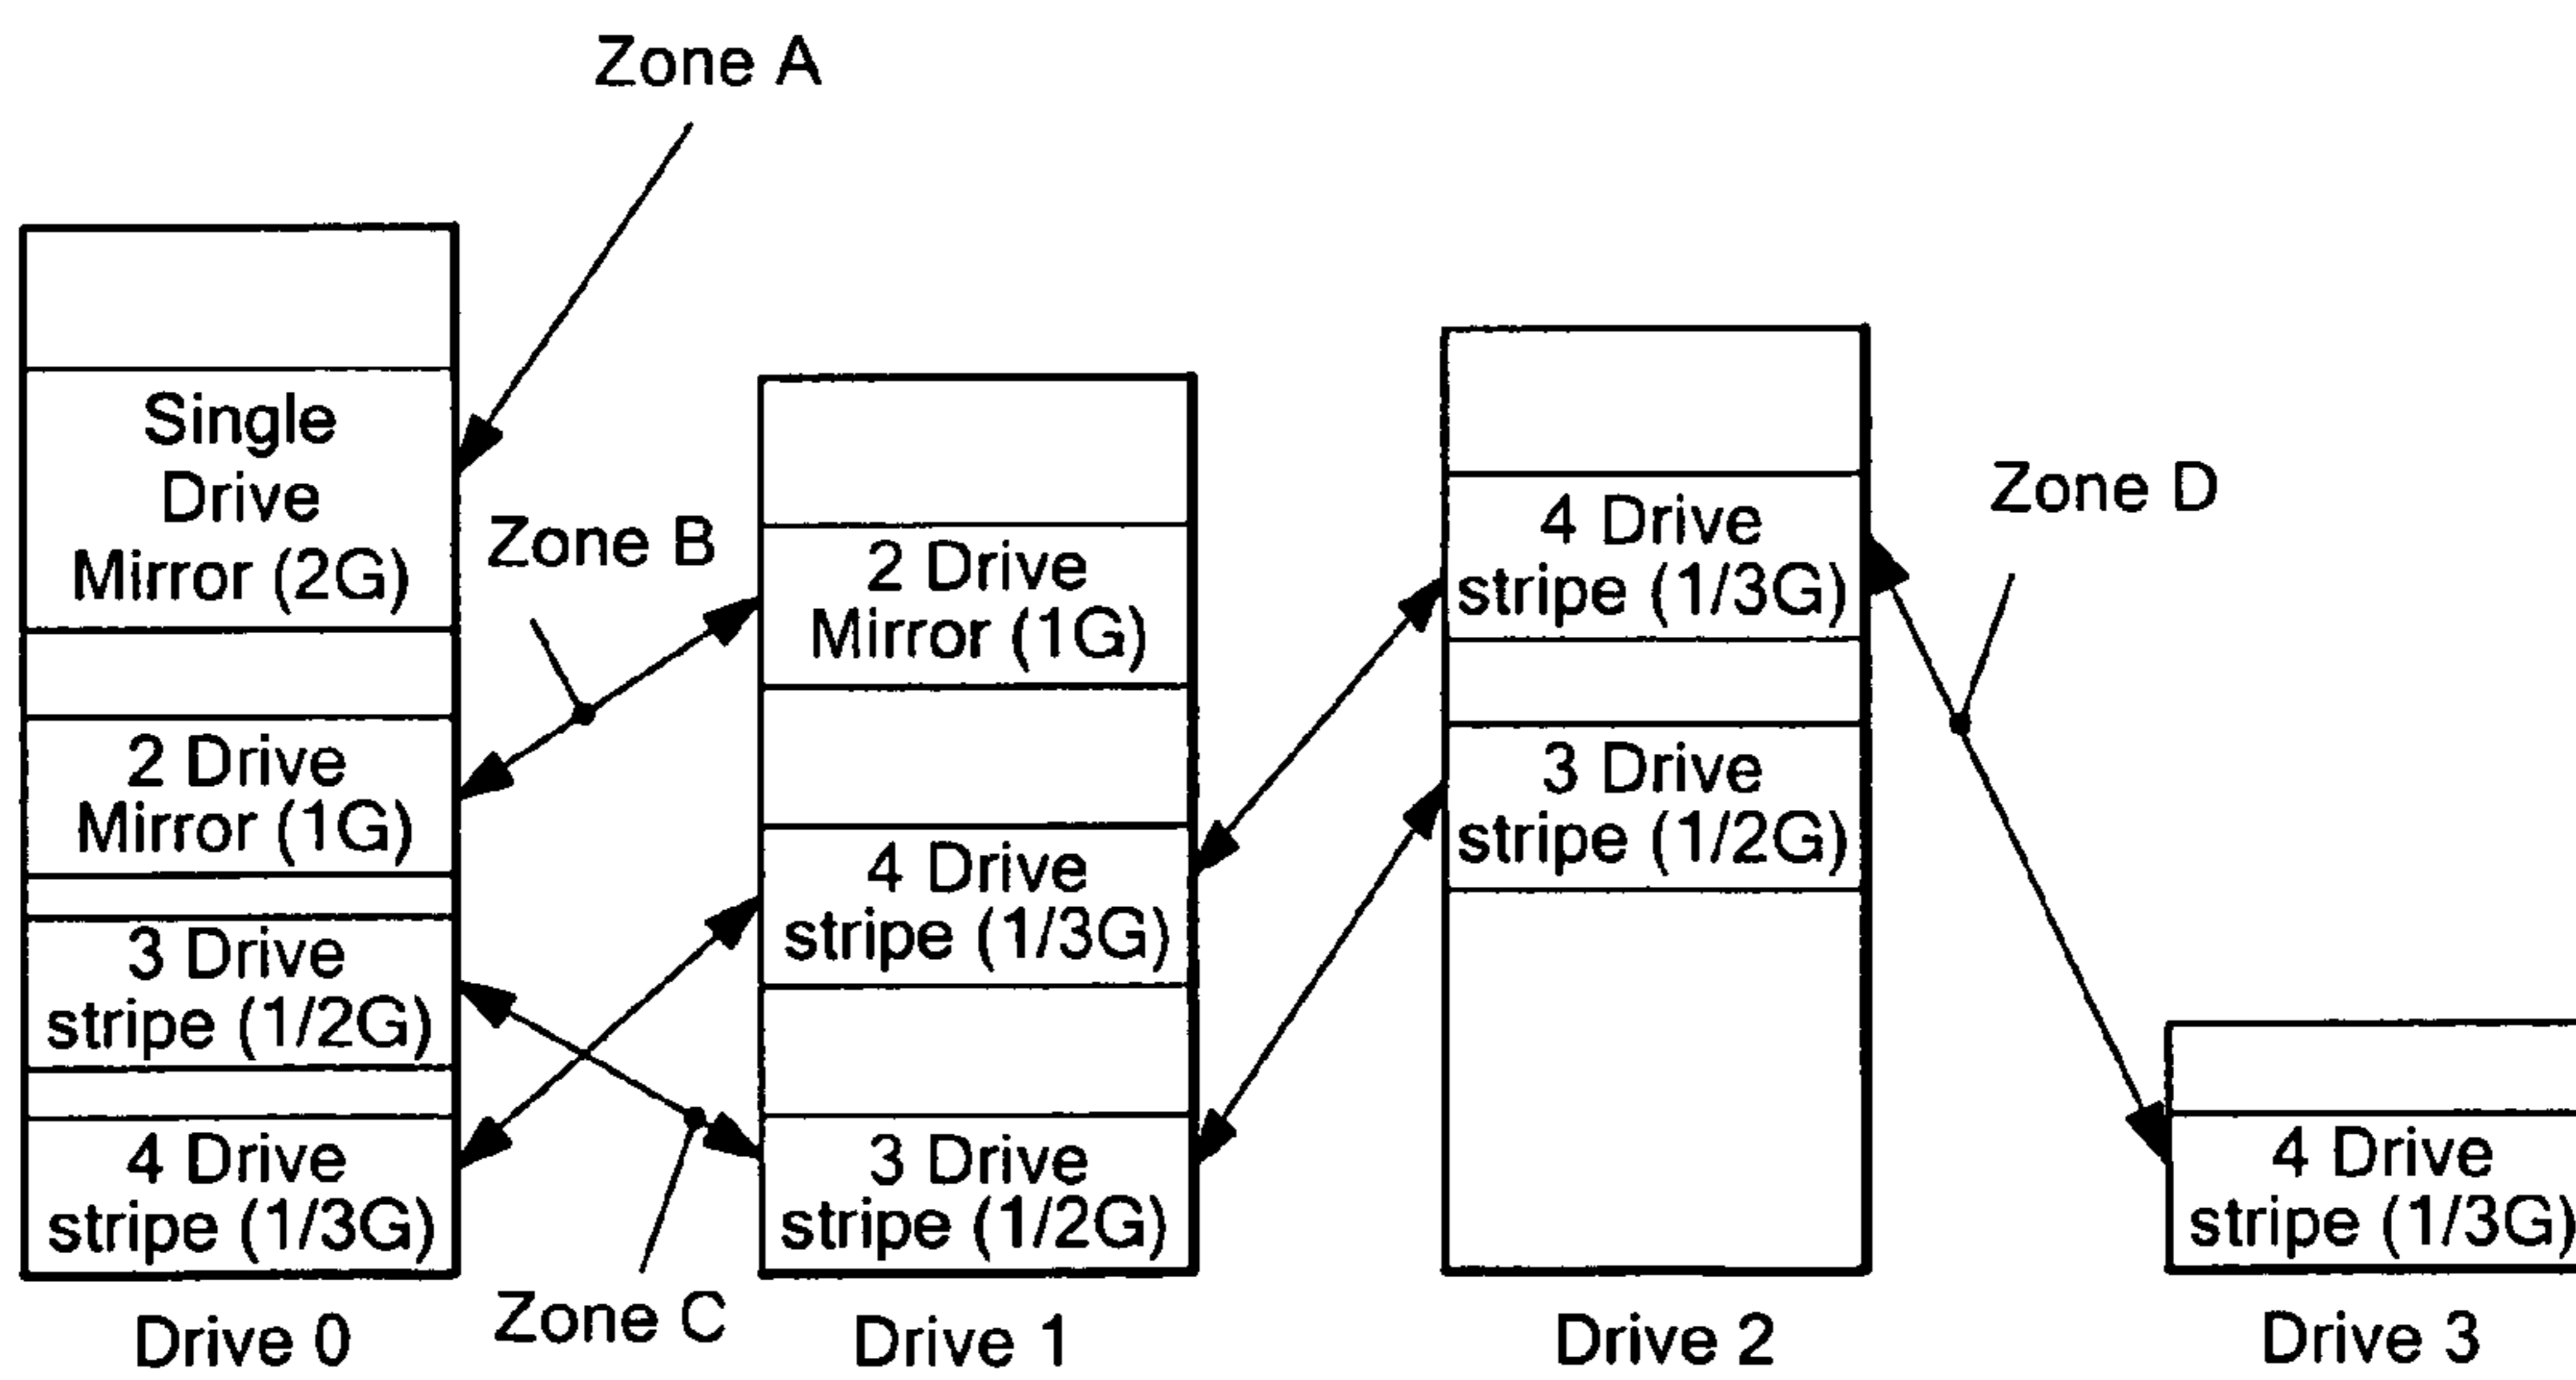 Zone A
Single
Drive
Mirror (2G)
2 Drive
Mirror (1G)
3 Drive
stripe (1/2G)
4 Drive
stripe (1/3G)
Drive 0
Zone B
Zone C
2 Drive
Mirror (1G)
4 Drive
stripe (1/3G)
3 Drive
stripe (1/2G)
Drive 1
4 Drive
stripe (1/3G)
3 Drive
stripe (1/2G)
Drive 2
Zone D
4 Drive
stripe (1/3G)
Drive 3